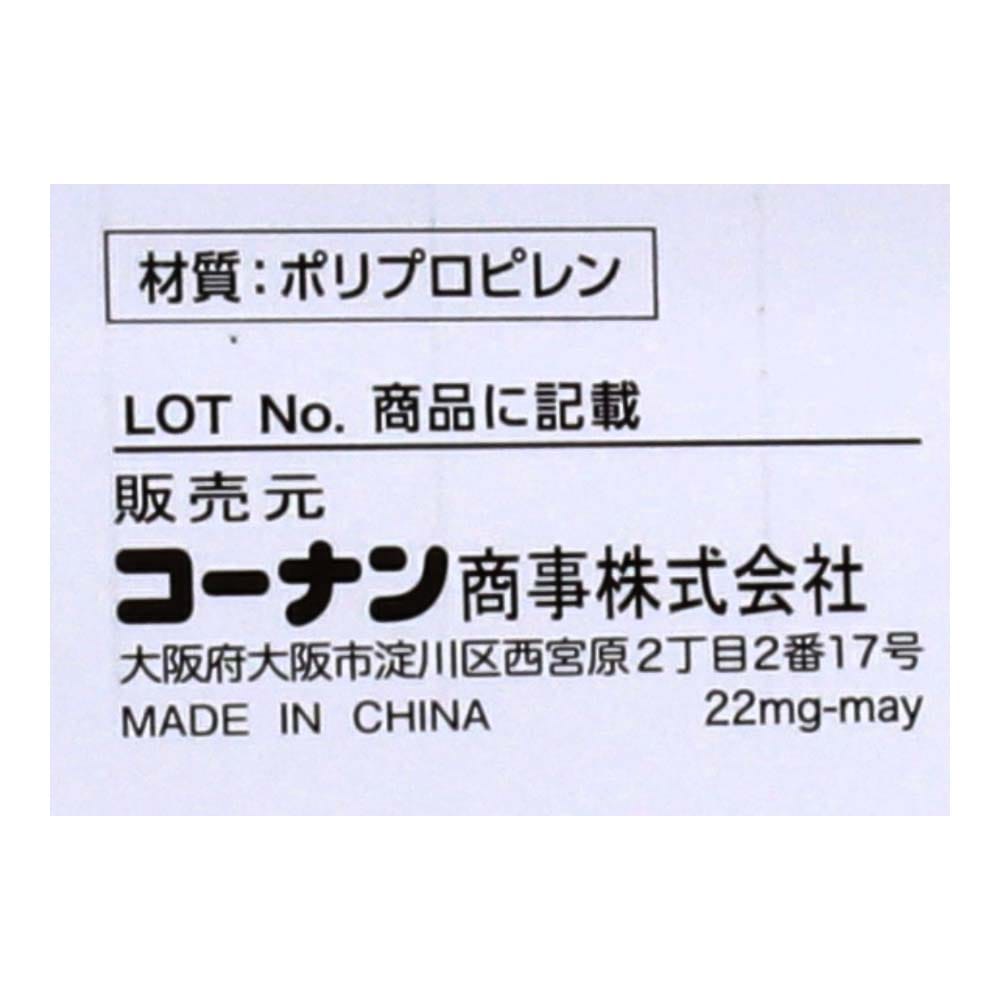 材質：ポリプロピレン
LOT No. 商品に記載
販売元
コーナン商事株式会社
大阪府大阪市淀川区西宮原2丁目2番17号
MADE IN CHINA 22mg-may